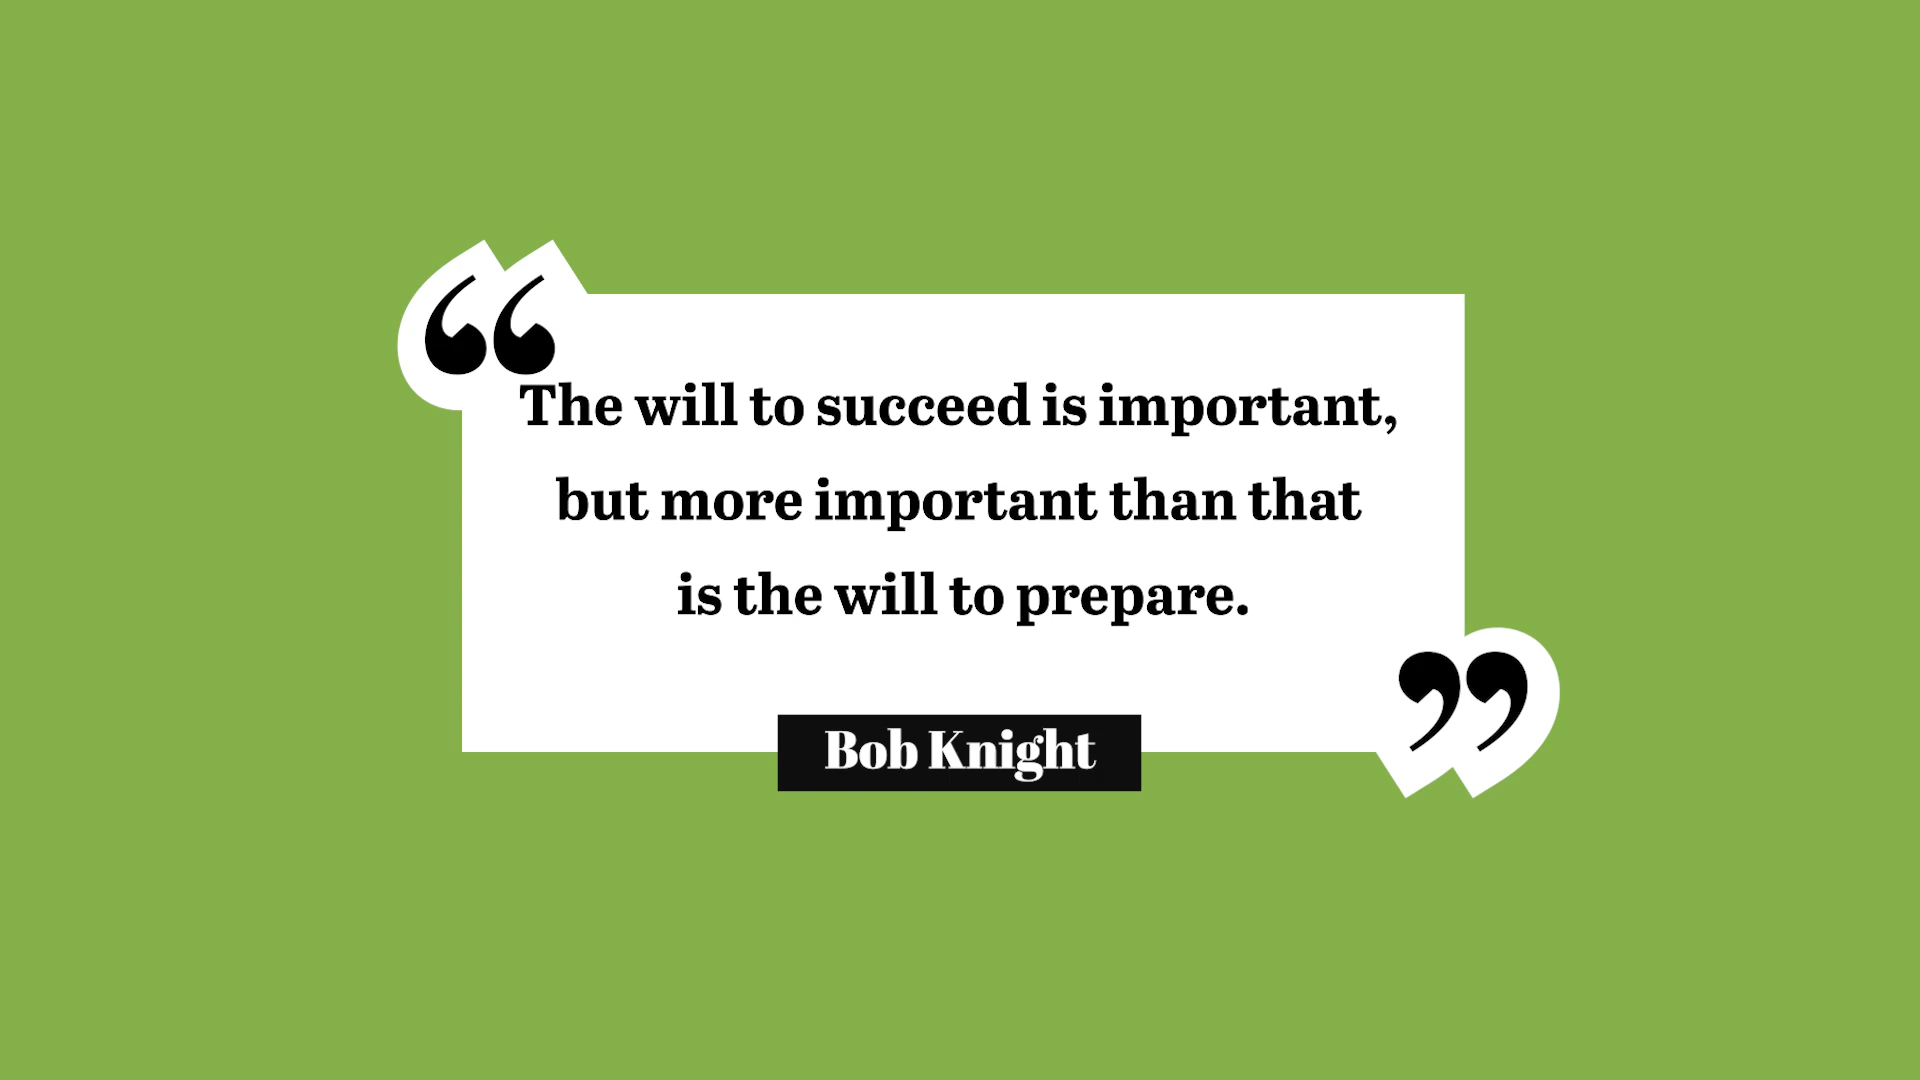 “
The will to succeed is important,
but more important than that
is the will to prepare.
”
Bob Knight